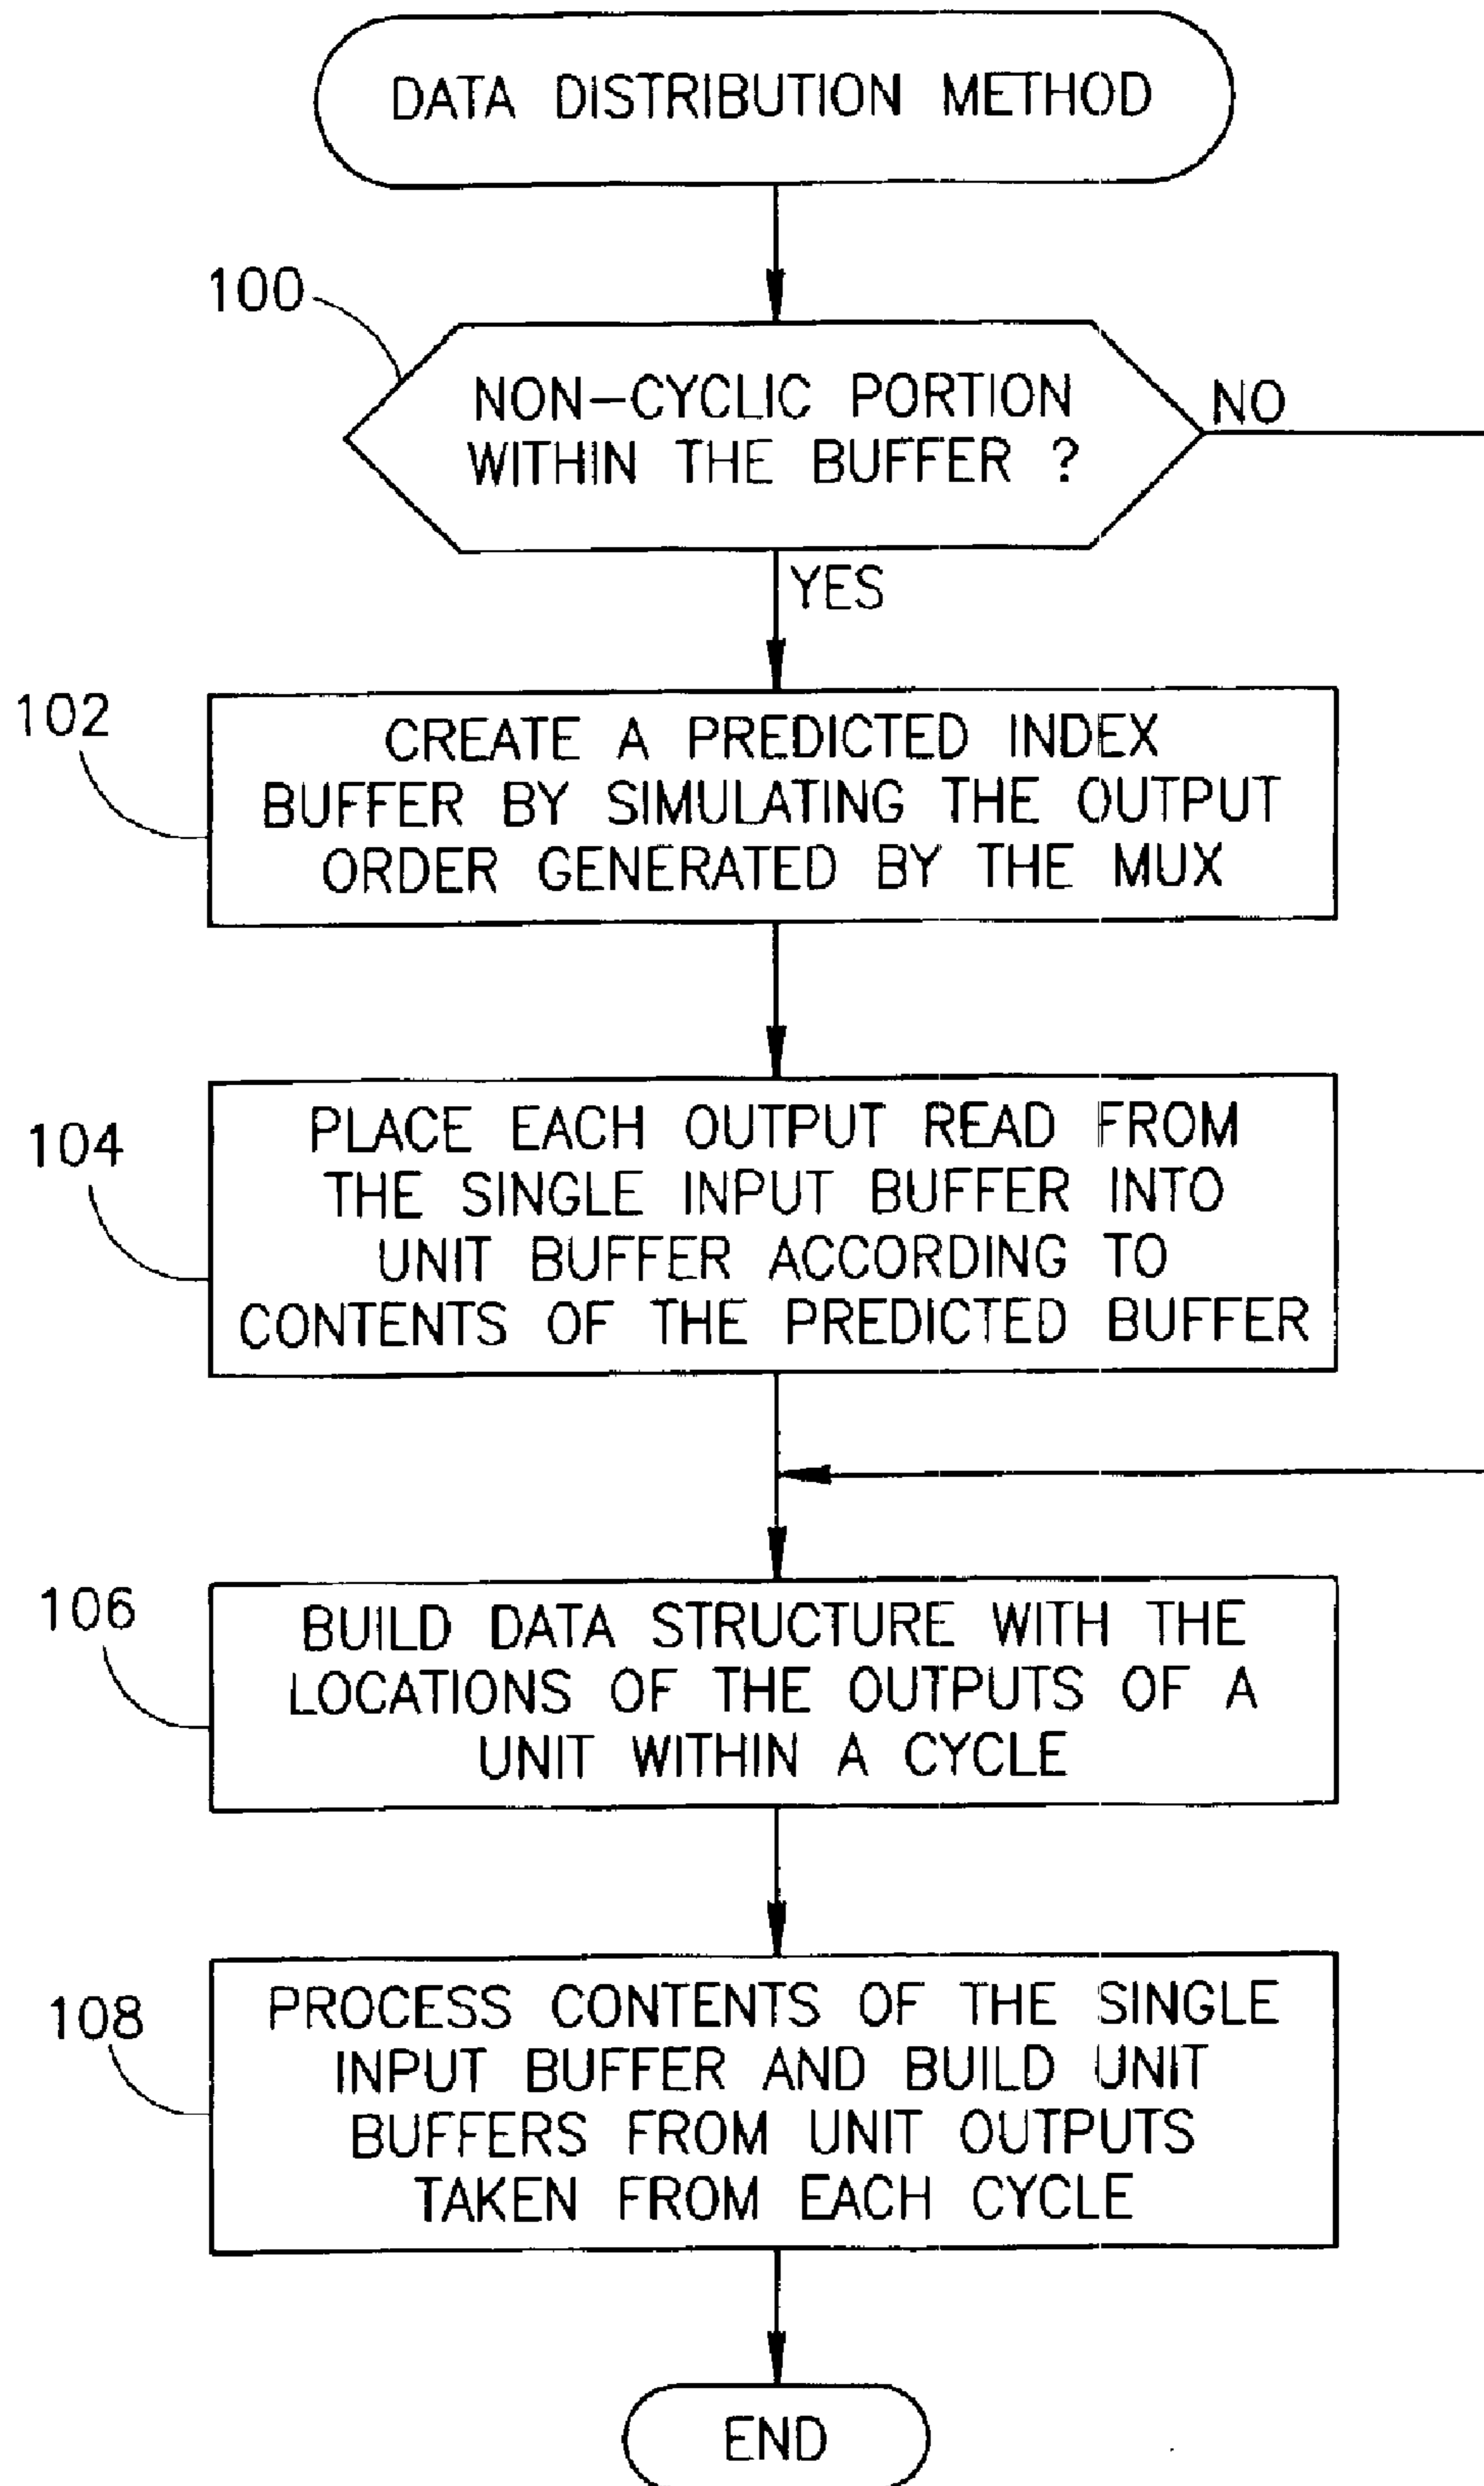 DATA DISTRIBUTION METHOD
100
NON-CYCLIC PORTION
WITHIN THE BUFFER ?
NO
YES
102
CREATE A PREDICTED INDEX
BUFFER BY SIMULATING THE OUTPUT
ORDER GENERATED BY THE MUX
104
PLACE EACH OUTPUT READ FROM
THE SINGLE INPUT BUFFER INTO
UNIT BUFFER ACCORDING TO
CONTENTS OF THE PREDICTED BUFFER
106
BUILD DATA STRUCTURE WITH THE
LOCATIONS OF THE OUTPUTS OF A
UNIT WITHIN A CYCLE
108
PROCESS CONTENTS OF THE SINGLE
INPUT BUFFER AND BUILD UNIT
BUFFERS FROM UNIT OUTPUTS
TAKEN FROM EACH CYCLE
END